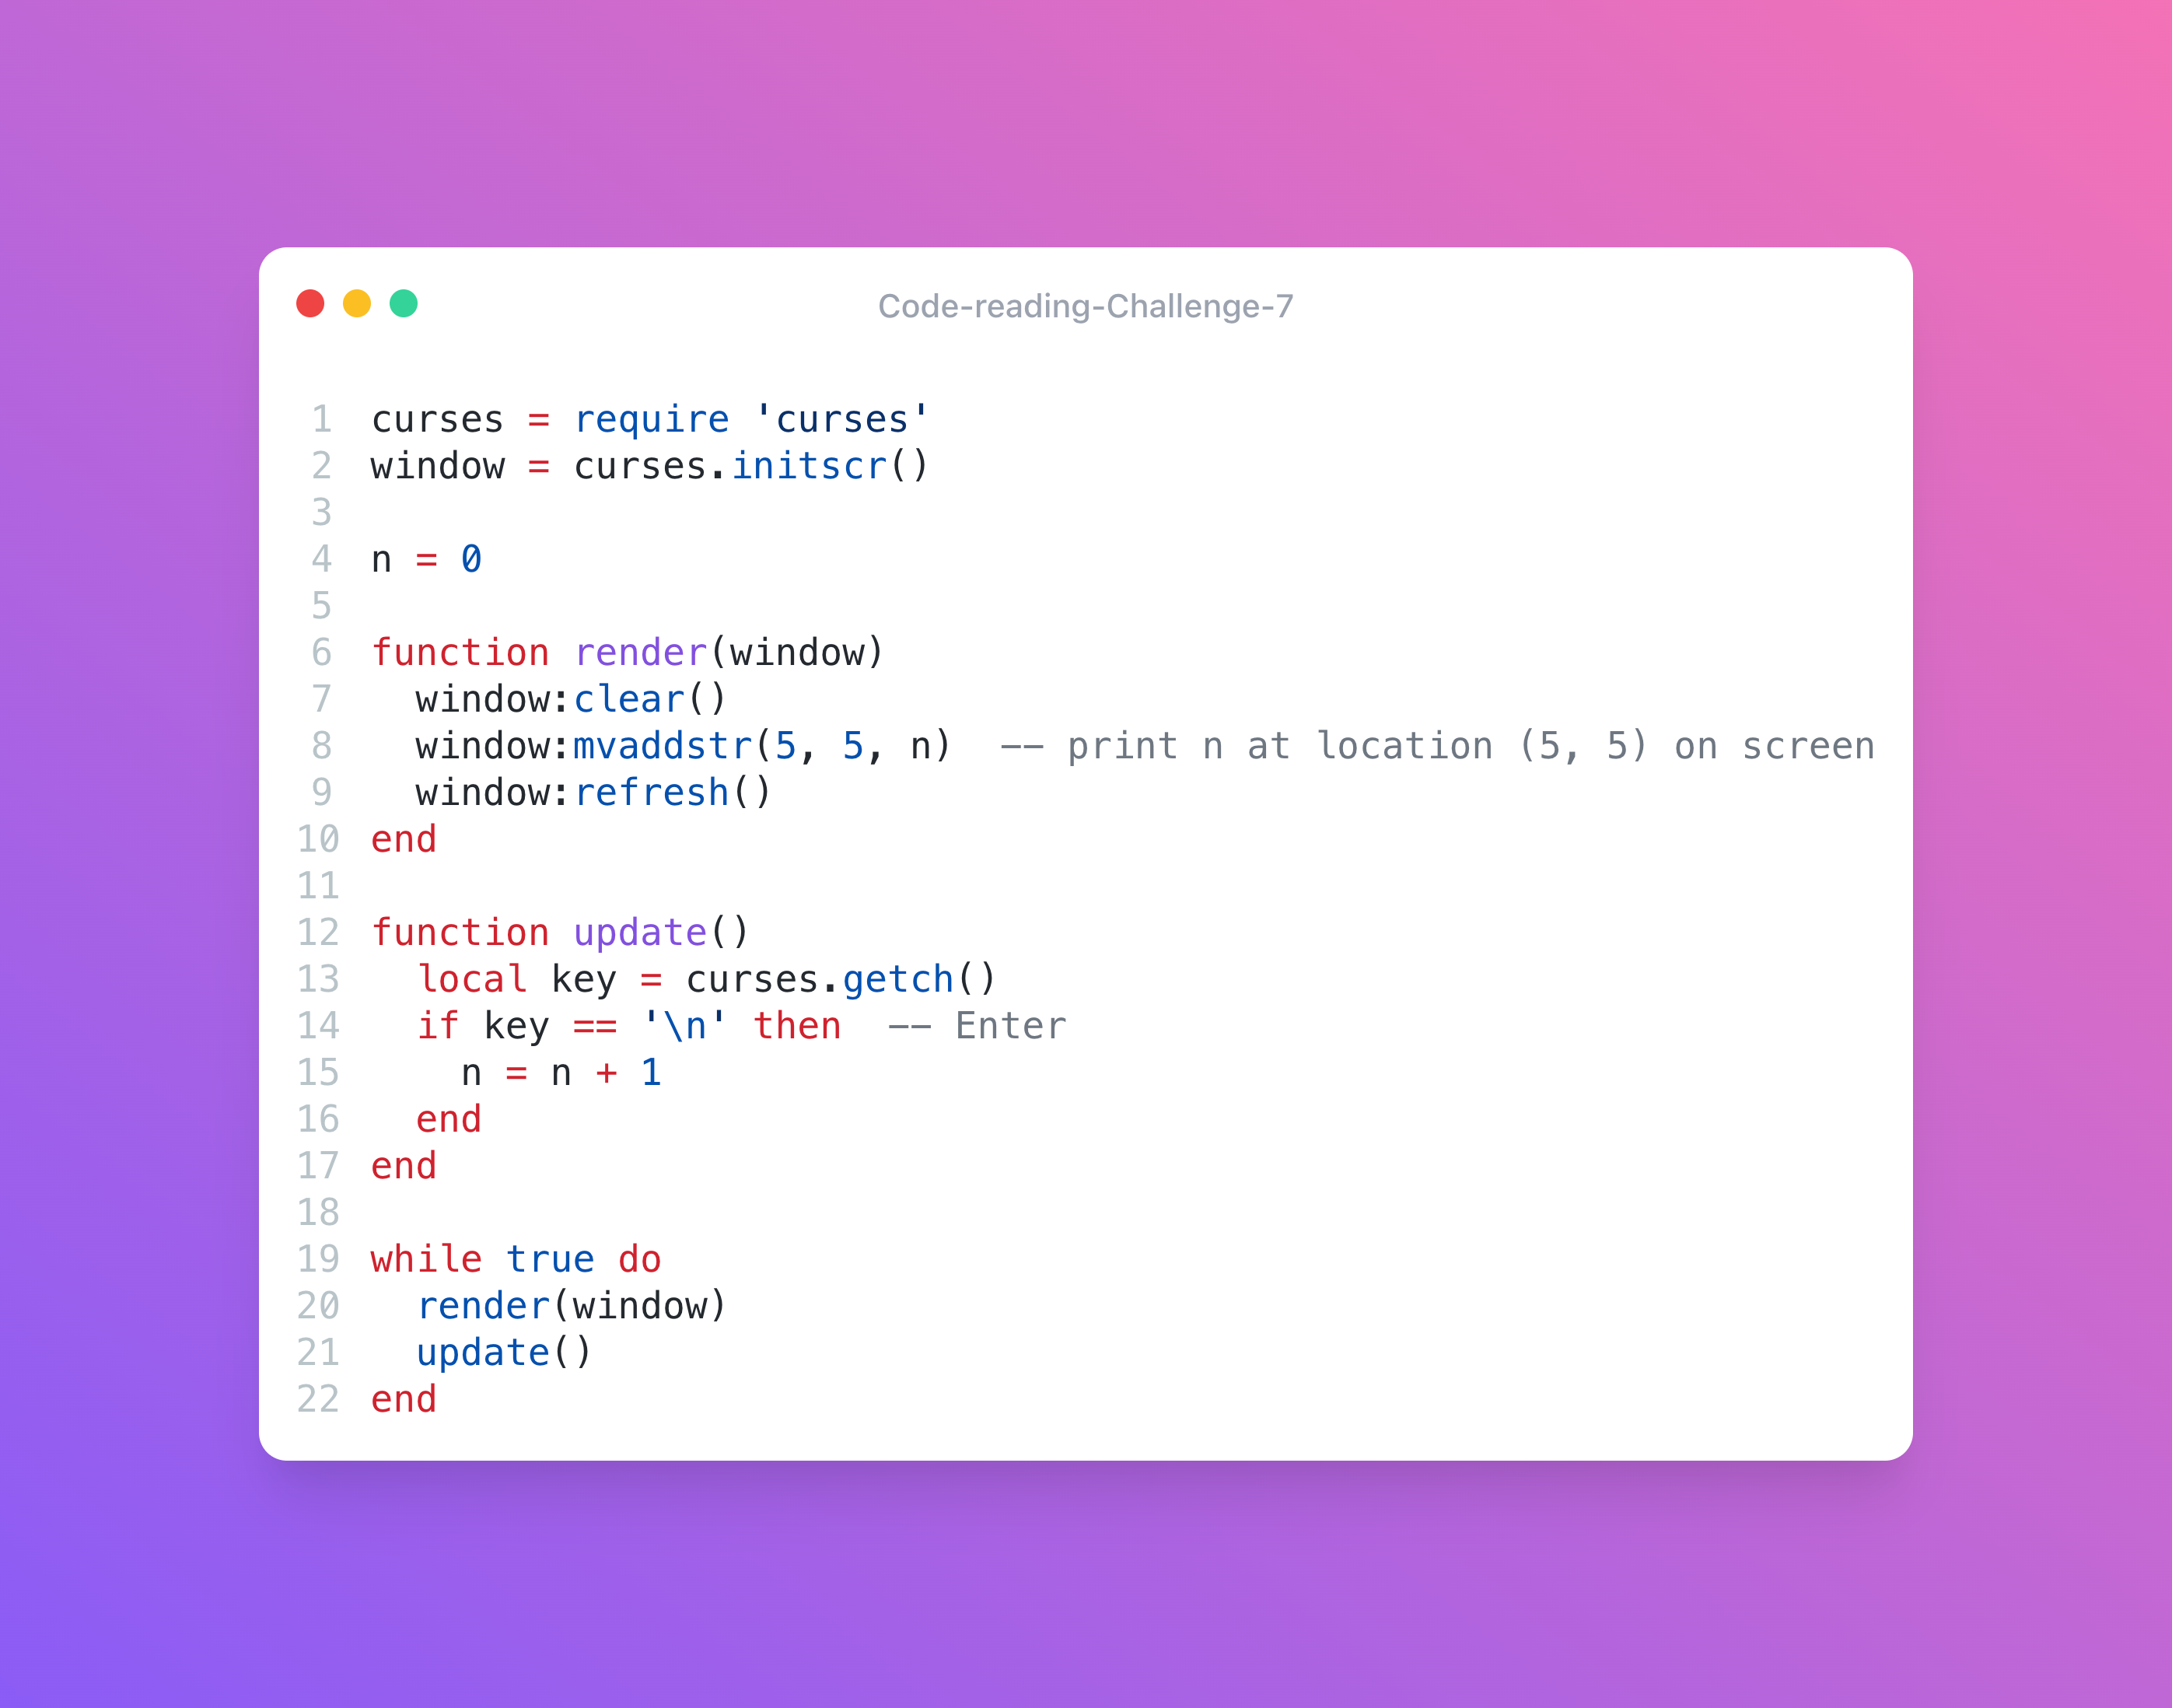 Code-reading-Challenge-7
1 curses = require 'curses'
2 window = curses.initscr()
3
4 n = 0
5
6 function render(window)
7   window:clear()
8   window:mvaddstr(5, 5, n)  -- print n at location (5, 5) on screen
9   window:refresh()
10 end
11
12 function update()
13   local key = curses.getch()
14   if key == '\n' then  -- Enter
15     n = n + 1
16   end
17 end
18
19 while true do
20   render(window)
21   update()
22 end